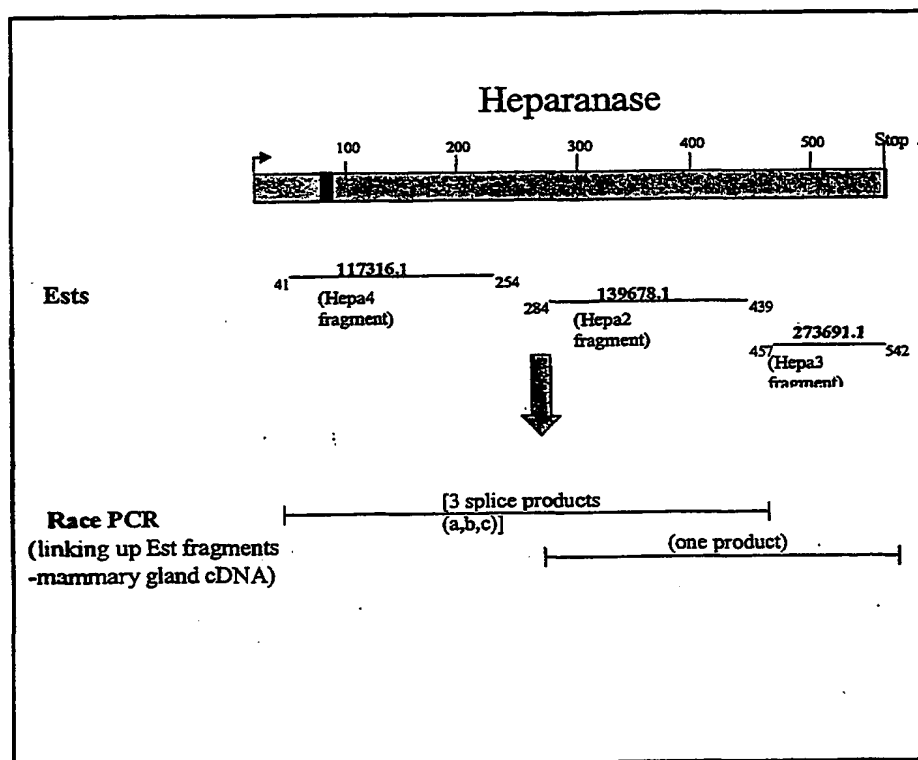 Heparanase
100 200 300 400 500 Stop
Ests
117316.1
41 254
(Hepa4
fragment)
139678.1
284 439
(Hepa2
fragment)
273691.1
457 542
(Hepa3
fragment)
Race PCR
(linking up Est fragments
-mammary gland cDNA)
[3 splice products
(a,b,c)]
(one product)